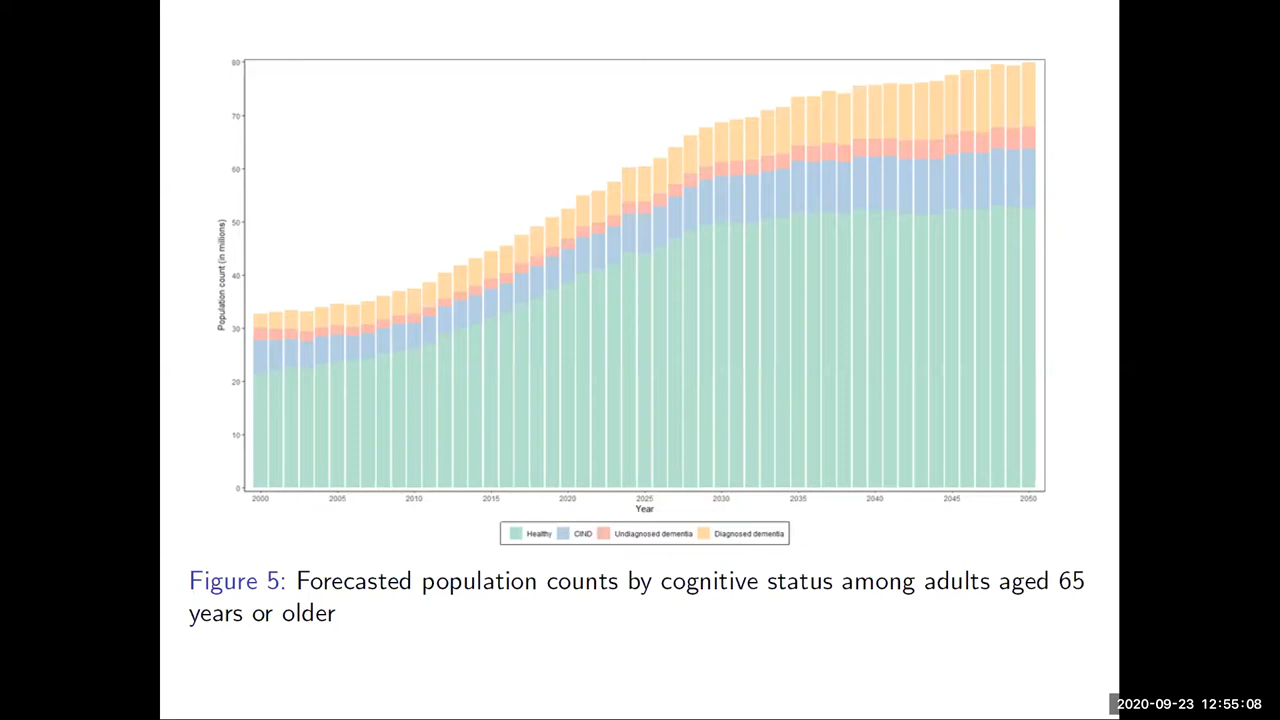 80
70
60
50
40
30
20
10
0
Population count (in millions)
2000 2005 2010 2015 2020 2025 2030 2035 2040 2045 2050
Year
Healthy CIND Undiagnosed dementia Diagnosed dementia
Figure 5: Forecasted population counts by cognitive status among adults aged 65
years or older
2020-09-23 12:55:08